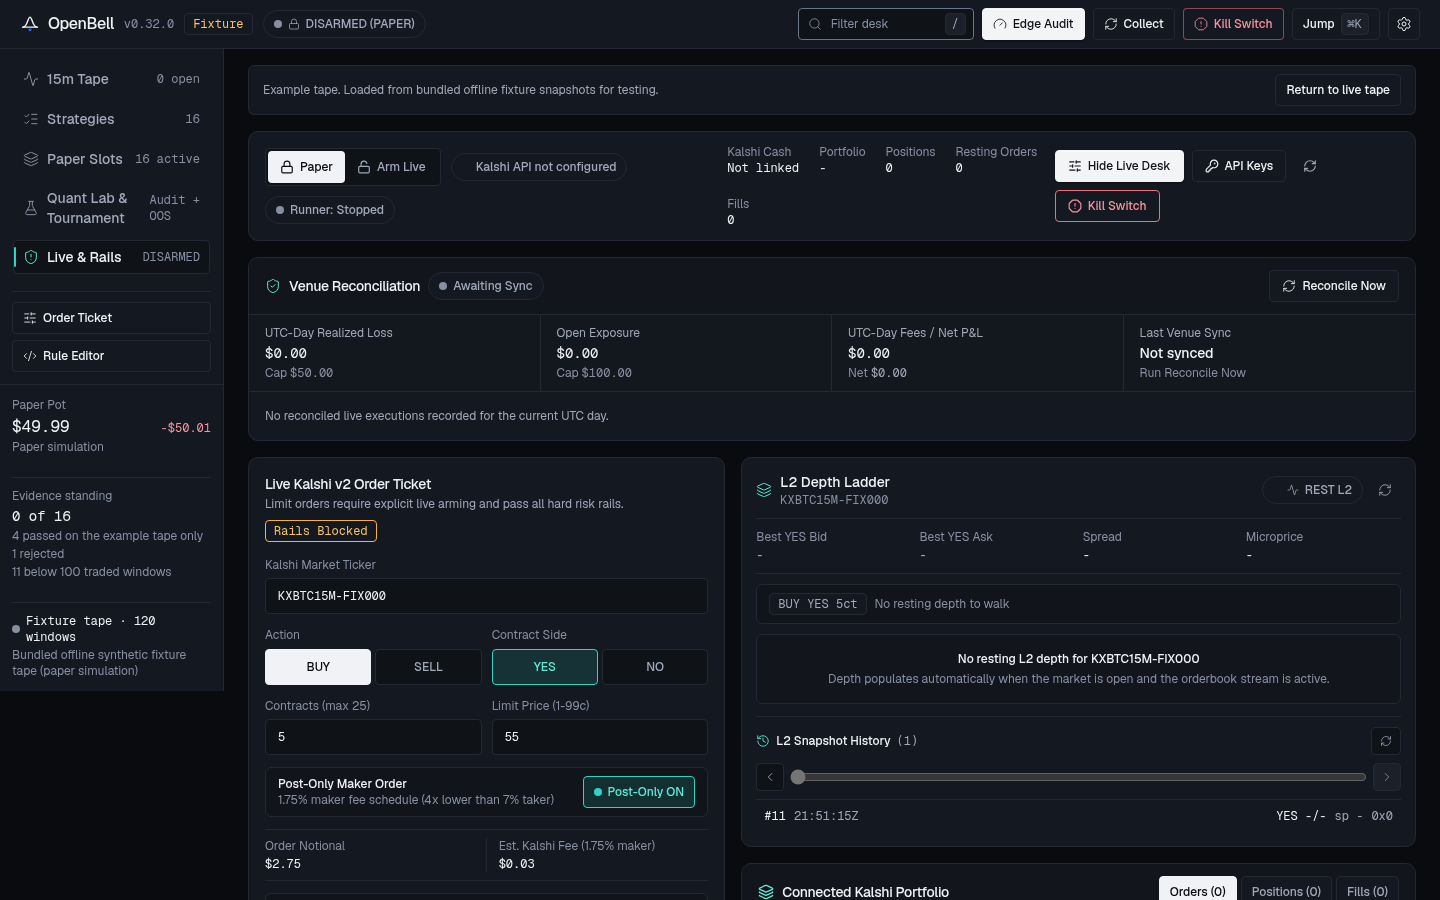 OpenBell v0.32.0 Fixture DISARMED (PAPER) Filter desk / Edge Audit Collect Kill Switch Jump ⌘K
15m Tape 0 open
Strategies 16
Paper Slots 16 active
Quant Lab & Tournament Audit + OOS
Live & Rails DISARMED
Order Ticket
Rule Editor
Paper Pot
$49.99 -$50.01
Paper simulation
Evidence standing
0 of 16
4 passed on the example tape only
1 rejected
11 below 100 traded windows
Fixture tape · 120
windows
Bundled offline synthetic fixture
tape (paper simulation)
Example tape. Loaded from bundled offline fixture snapshots for testing. Return to live tape
Paper Arm Live Kalshi API not configured
Runner: Stopped
Kalshi Cash Portfolio Positions Resting Orders
Not linked - 0 0
Fills
0
Hide Live Desk API Keys
Kill Switch
Venue Reconciliation Awaiting Sync Reconcile Now
UTC-Day Realized Loss Open Exposure UTC-Day Fees / Net P&L Last Venue Sync
$0.00 $0.00 $0.00 Not synced
Cap $50.00 Cap $100.00 Net $0.00 Run Reconcile Now
No reconciled live executions recorded for the current UTC day.
Live Kalshi v2 Order Ticket
Limit orders require explicit live arming and pass all hard risk rails.
Rails Blocked
Kalshi Market Ticker
KXBTC15M-FIX000
Action Contract Side
BUY SELL YES NO
Contracts (max 25) Limit Price (1-99c)
5 55
Post-Only Maker Order
1.75% maker fee schedule (4x lower than 7% taker)
Post-Only ON
Order Notional Est. Kalshi Fee (1.75% maker)
$2.75 $0.03
L2 Depth Ladder
KXBTC15M-FIX000
REST L2
Best YES Bid Best YES Ask Spread Microprice
- - - -
BUY YES 5ct No resting depth to walk
No resting L2 depth for KXBTC15M-FIX000
Depth populates automatically when the market is open and the orderbook stream is active.
L2 Snapshot History (1)
#11 21:51:15Z YES -/- sp - 0x0
Connected Kalshi Portfolio Orders (0) Positions (0) Fills (0)